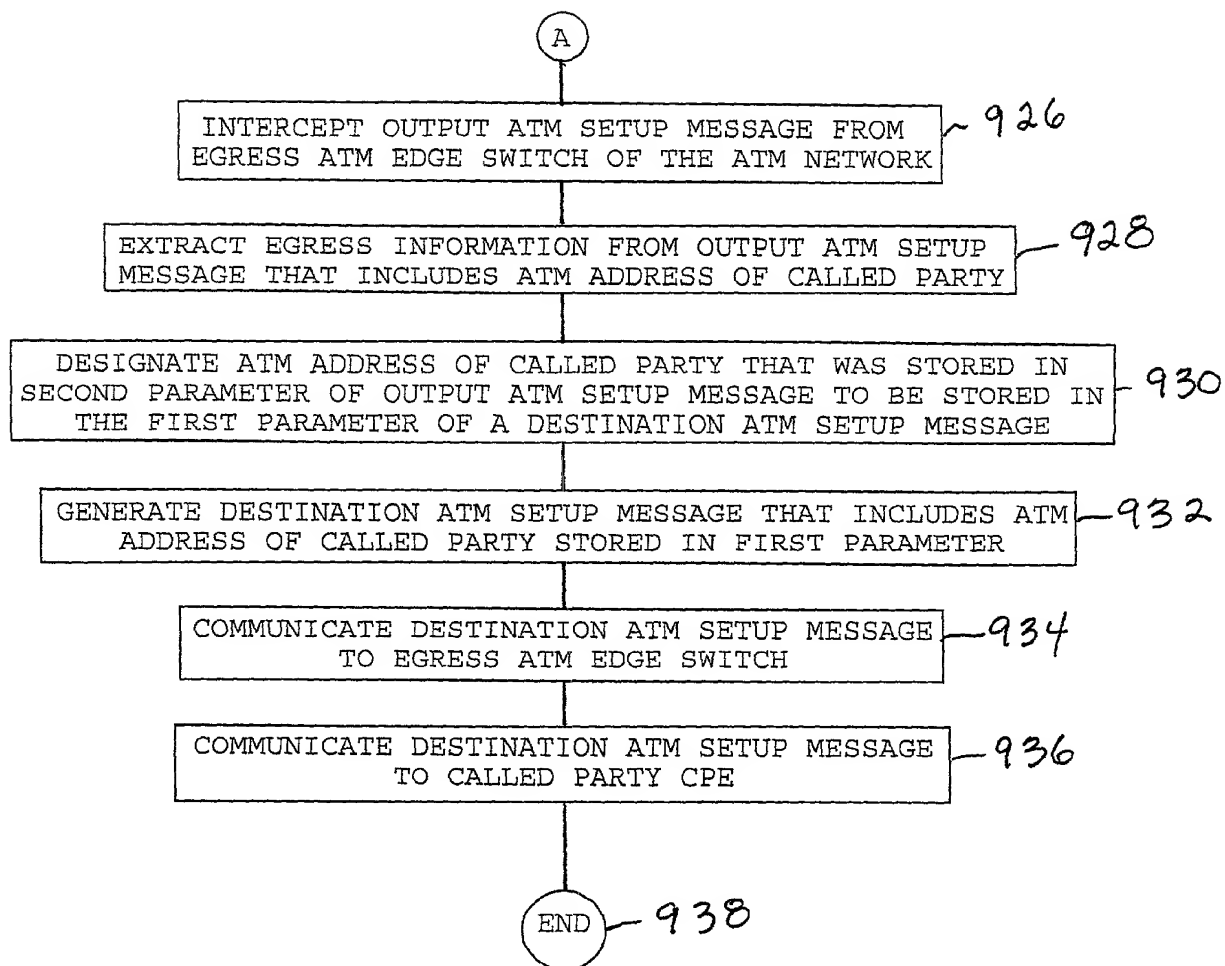 A
INTERCEPT OUTPUT ATM SETUP MESSAGE FROM
EGRESS ATM EDGE SWITCH OF THE ATM NETWORK
926
EXTRACT EGRESS INFORMATION FROM OUTPUT ATM SETUP
MESSAGE THAT INCLUDES ATM ADDRESS OF CALLED PARTY
928
DESIGNATE ATM ADDRESS OF CALLED PARTY THAT WAS STORED IN
SECOND PARAMETER OF OUTPUT ATM SETUP MESSAGE TO BE STORED IN
THE FIRST PARAMETER OF A DESTINATION ATM SETUP MESSAGE
930
GENERATE DESTINATION ATM SETUP MESSAGE THAT INCLUDES ATM
ADDRESS OF CALLED PARTY STORED IN FIRST PARAMETER
932
COMMUNICATE DESTINATION ATM SETUP MESSAGE
TO EGRESS ATM EDGE SWITCH
934
COMMUNICATE DESTINATION ATM SETUP MESSAGE
TO CALLED PARTY CPE
936
END
938